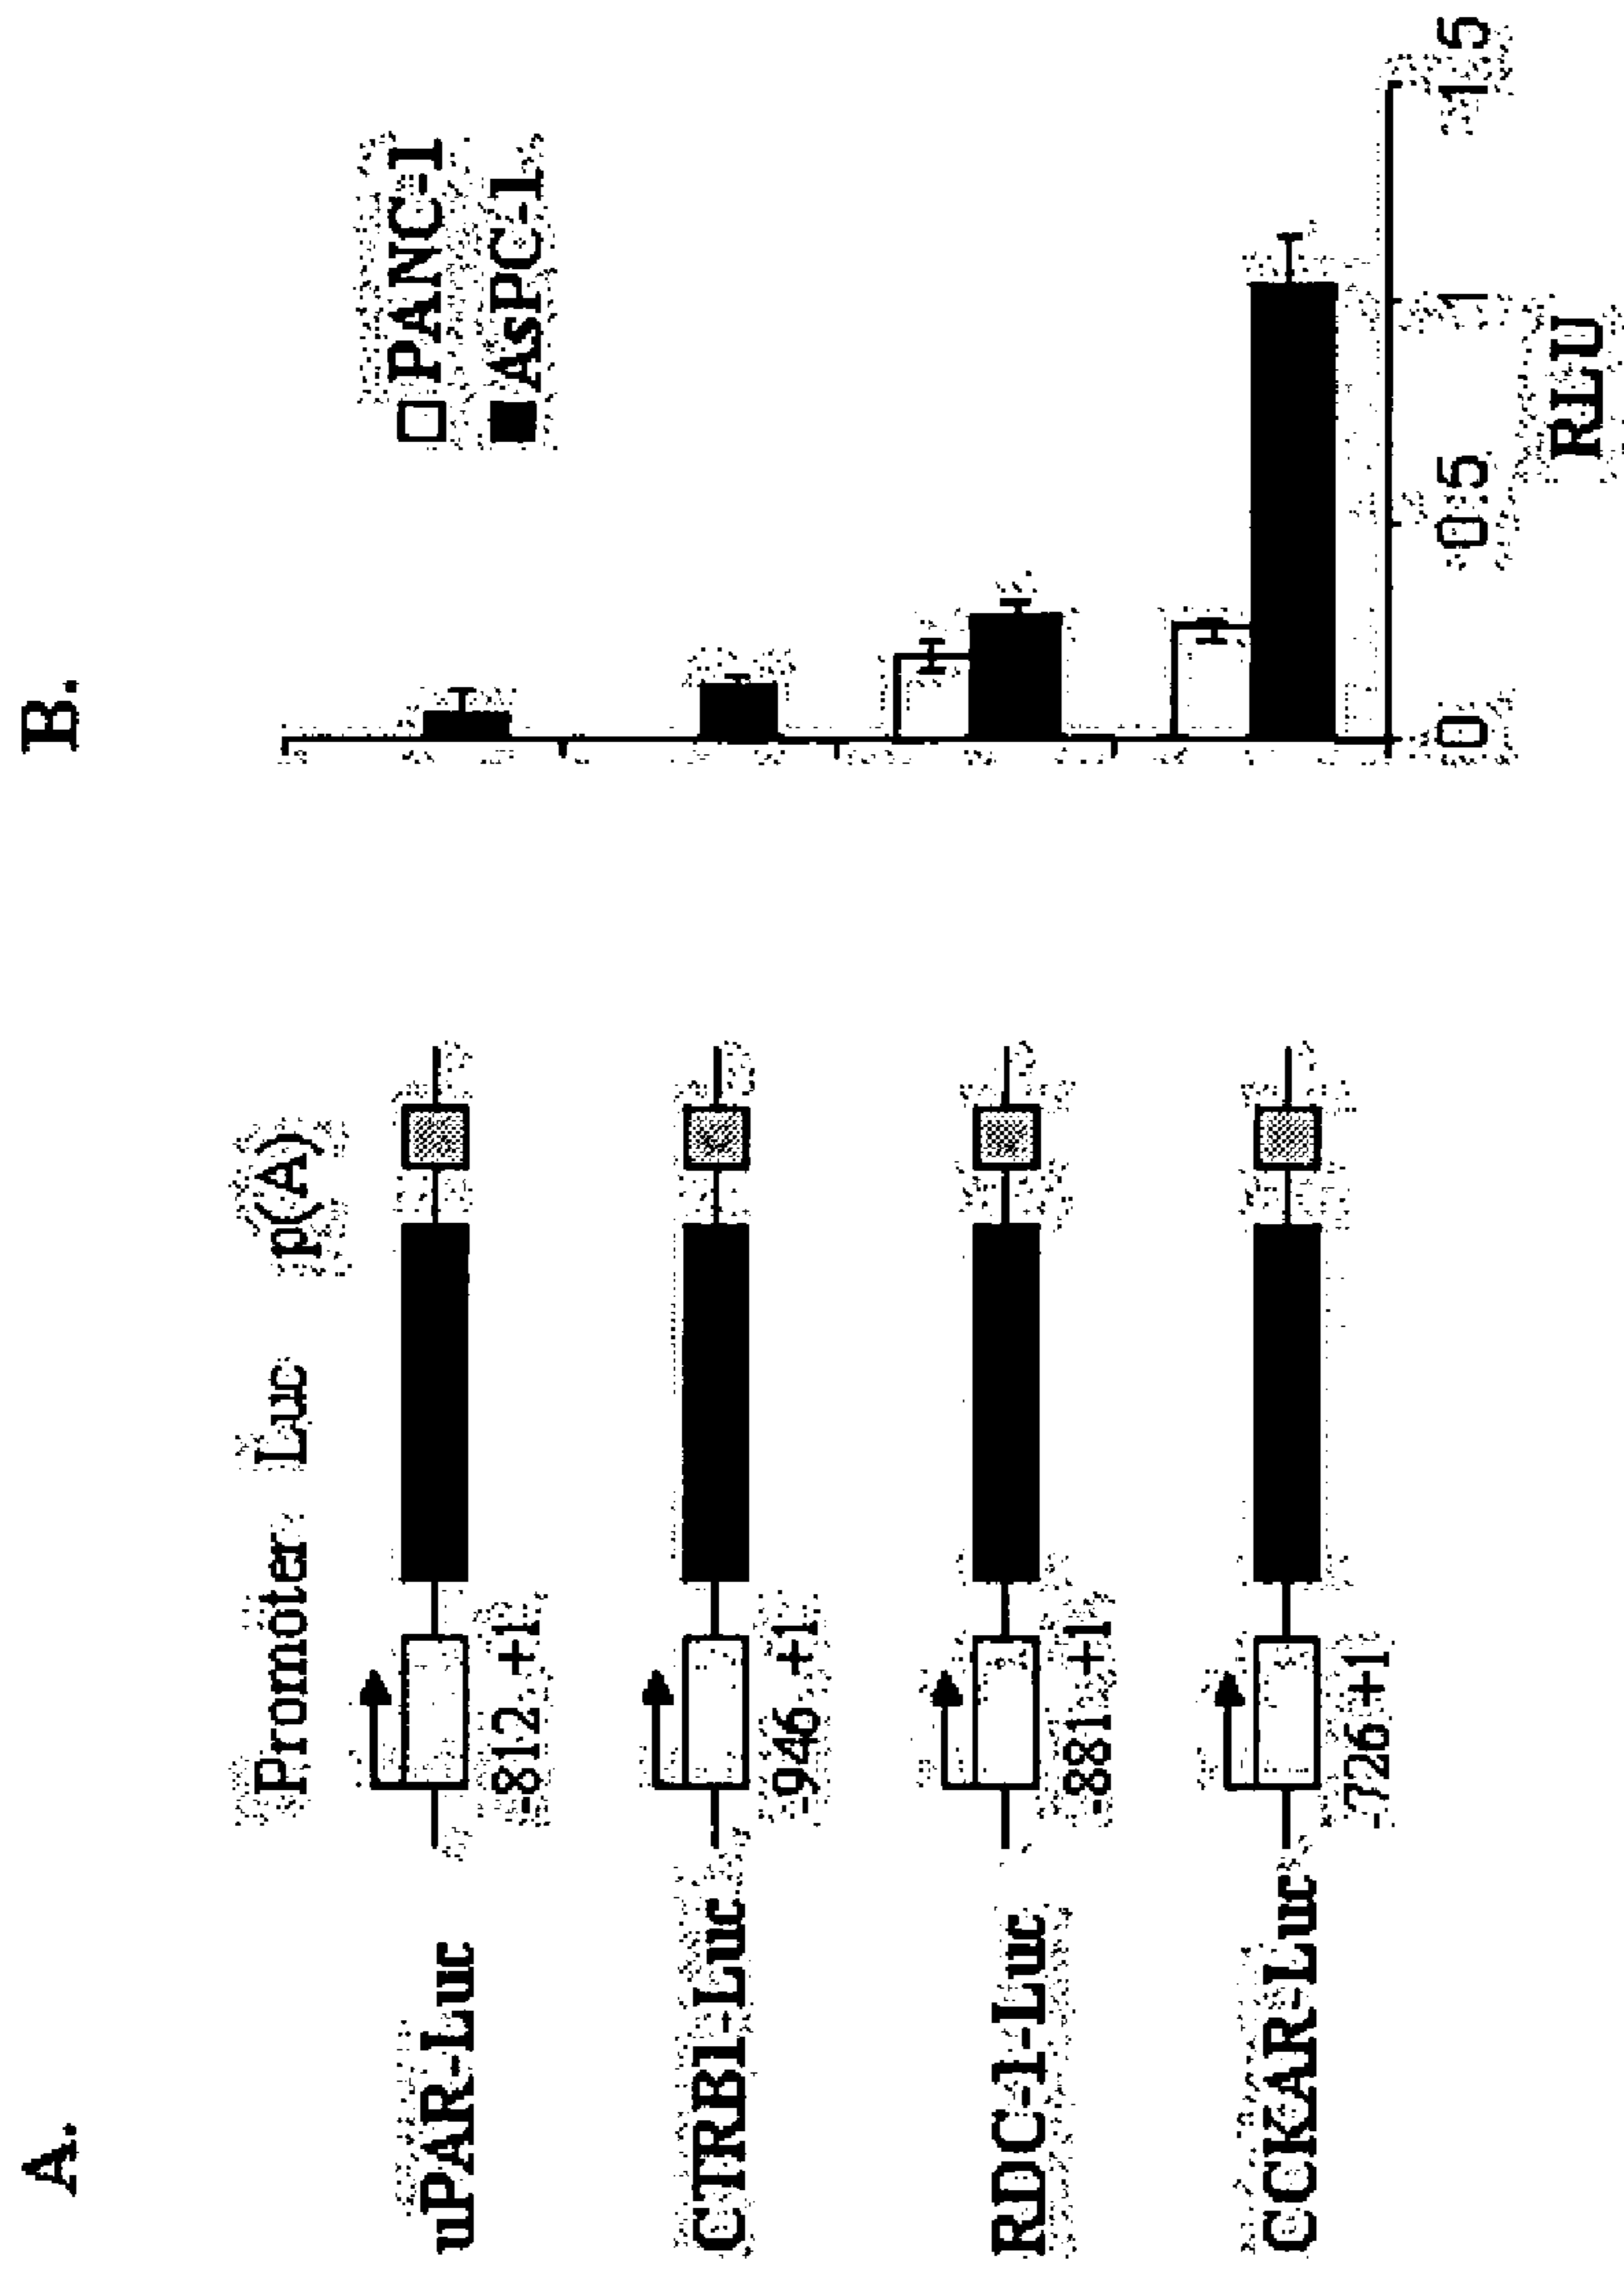 A.
Promoter Luc p(A)
uPAR-Luc
-812 +1
CTRB1-Luc
-946 +1
RDC-1-Luc
-881 +1
CCKAR-Luc
-726 +1
B.
PANC-1
AsPC-1
0 0.5 1 1.5
RLU